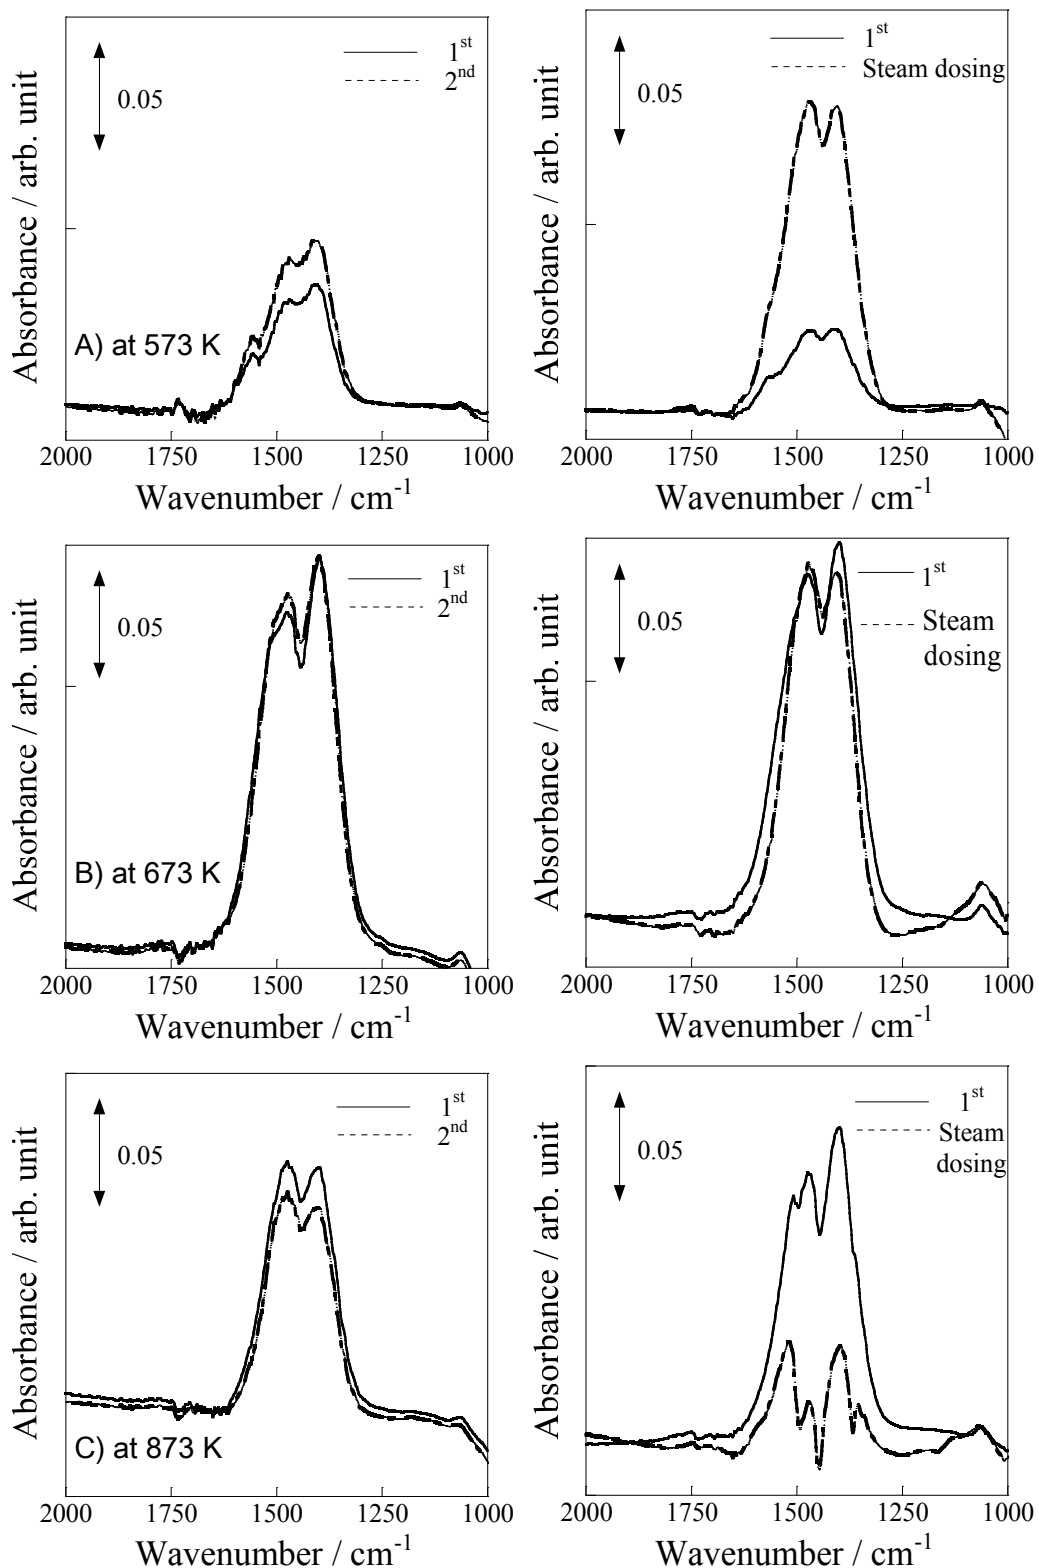 1st
2nd
0.05
Absorbance / arb. unit
A) at 573 K
2000 1750 1500 1250 1000
Wavenumber / cm-1
1st
Steam dosing
0.05
Absorbance / arb. unit
2000 1750 1500 1250 1000
Wavenumber / cm-1
1st
2nd
0.05
Absorbance / arb. unit
B) at 673 K
2000 1750 1500 1250 1000
Wavenumber / cm-1
1st
Steam
dosing
0.05
Absorbance / arb. unit
2000 1750 1500 1250 1000
Wavenumber / cm-1
1st
2nd
0.05
Absorbance / arb. unit
C) at 873 K
2000 1750 1500 1250 1000
Wavenumber / cm-1
1st
Steam
dosing
0.05
Absorbance / arb. unit
2000 1750 1500 1250 1000
Wavenumber / cm-1